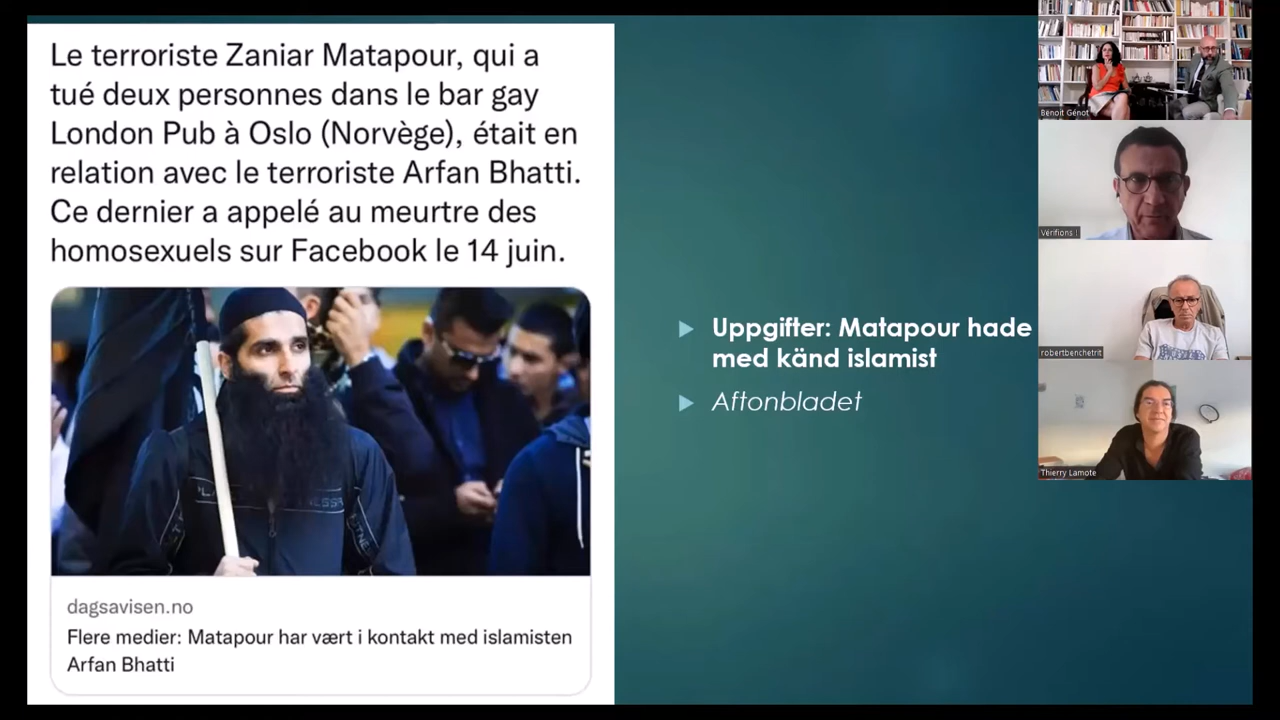 Le terroriste Zaniar Matapour, qui a
tué deux personnes dans le bar gay
London Pub à Oslo (Norvège), était en
relation avec le terroriste Arfan Bhatti.
Ce dernier a appelé au meurtre des
homosexuels sur Facebook le 14 juin.
dagsavisen.no
Flere medier: Matapour har vært i kontakt med islamisten
Arfan Bhatti
Uppgifter: Matapour hade
med känd islamist
Aftonbladet
Benoit Génot
Vérifions !
robertbenchetrit
Thierry Lamote